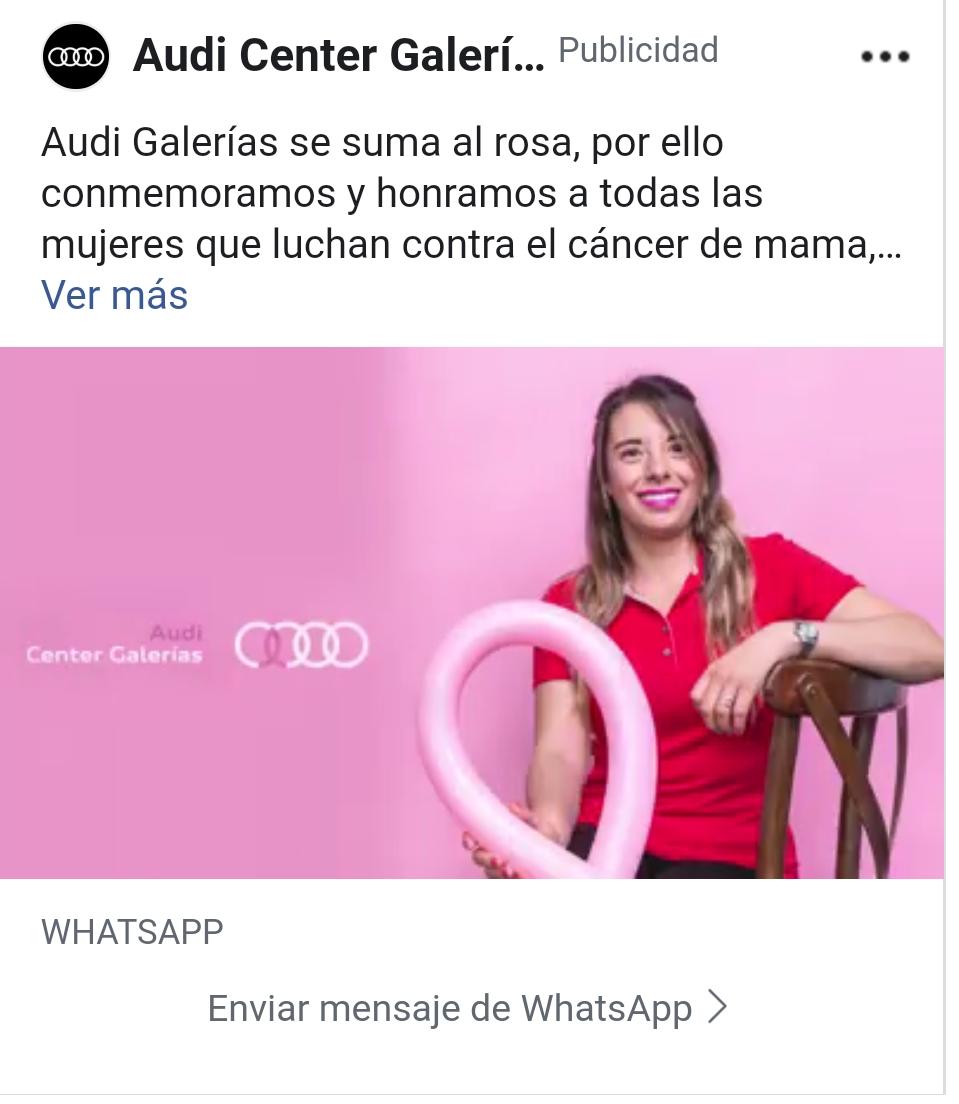 Audi Center Galerí... Publicidad
Audi Galerías se suma al rosa, por ello
conmemoramos y honramos a todas las
mujeres que luchan contra el cáncer de mama,...
Ver más
Audi
Center Galerías
WHATSAPP
Enviar mensaje de WhatsApp